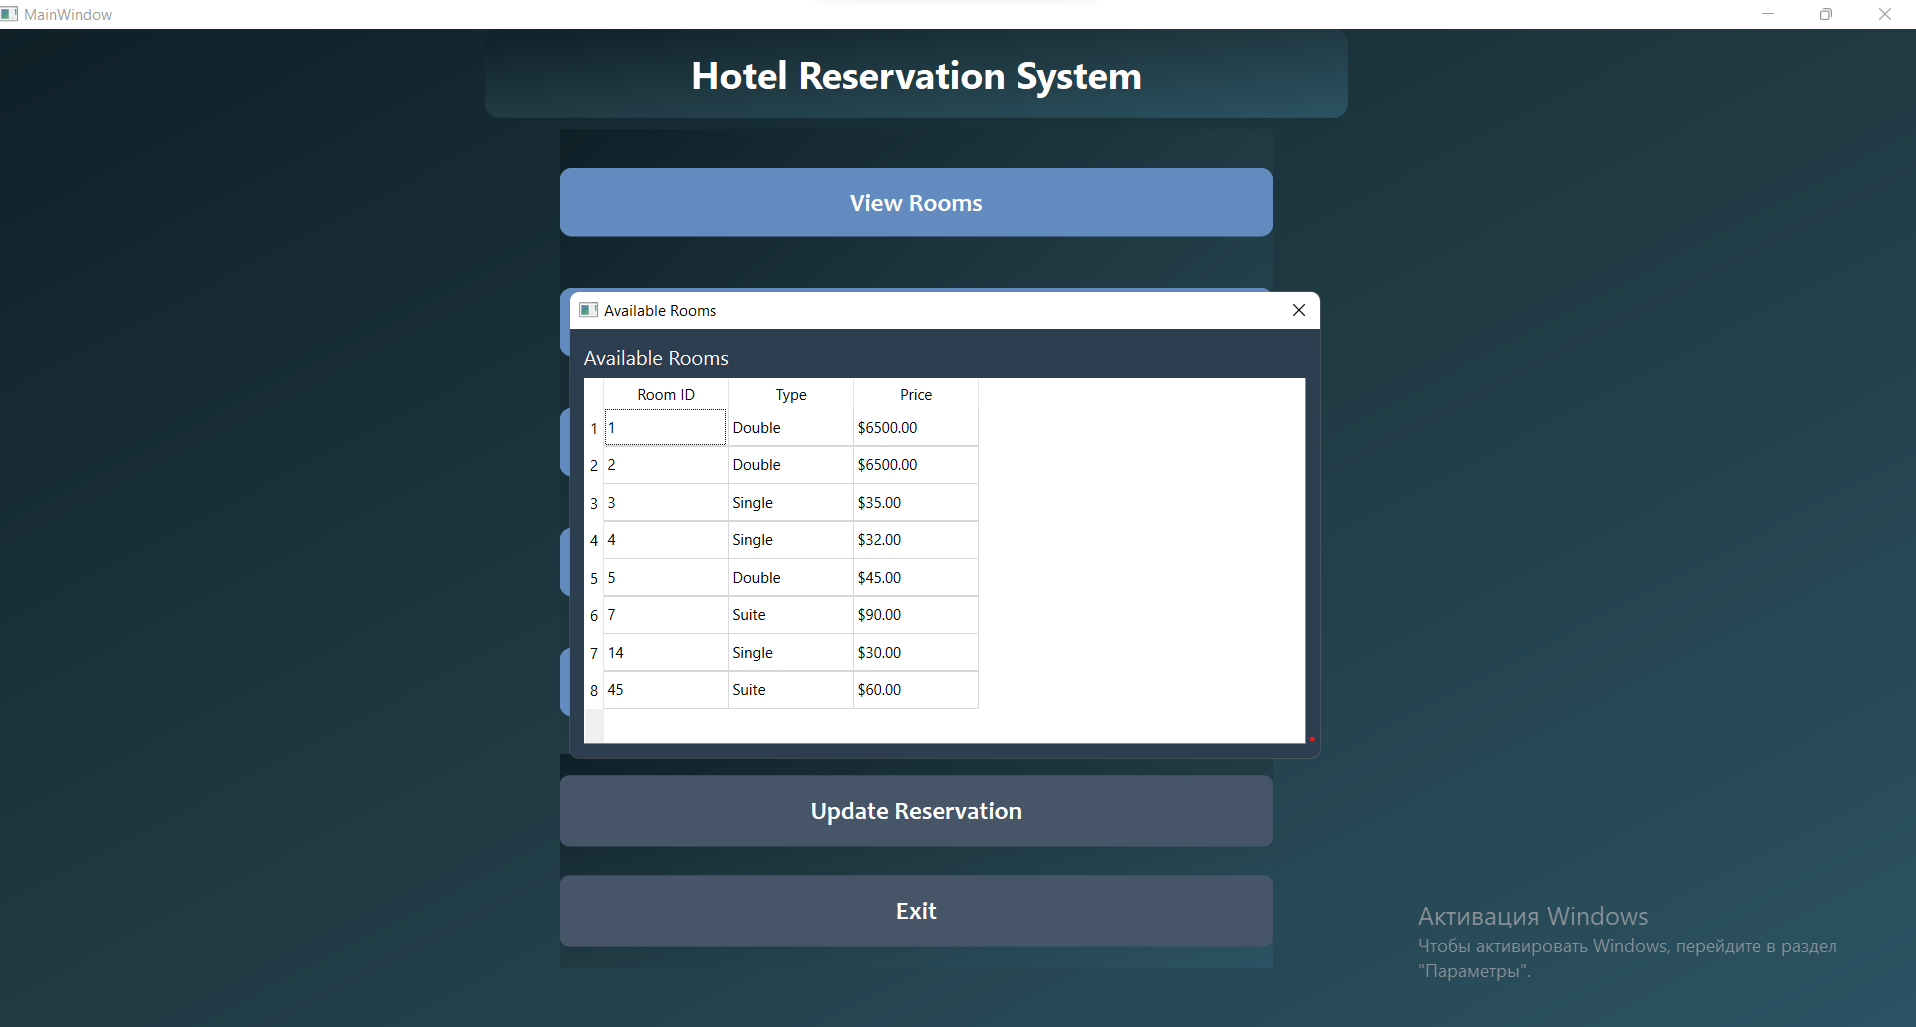 MainWindow
Hotel Reservation System
View Rooms
Available Rooms
Available Rooms
Room ID Type Price
1 1 Double $6500.00
2 2 Double $6500.00
3 3 Single $35.00
4 4 Single $32.00
5 5 Double $45.00
6 7 Suite $90.00
7 14 Single $30.00
8 45 Suite $60.00
Update Reservation
Exit
Активация Windows
Чтобы активировать Windows, перейдите в раздел
"Параметры".